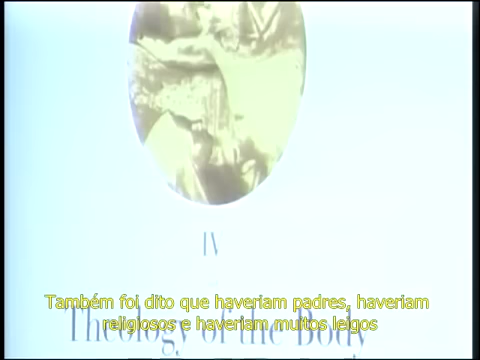 IV
Também foi dito que haveriam padres, haveriam
religiosos e haveriam muitos leigos
Theology of the Body